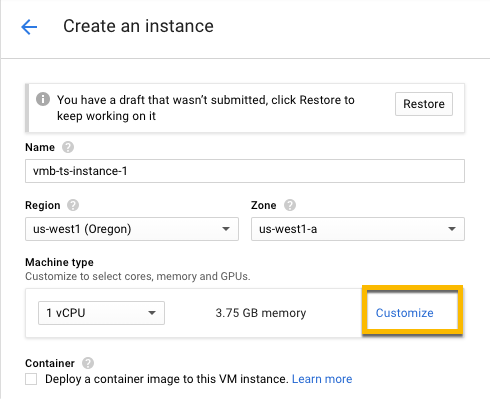 Create an instance
You have a draft that wasn't submitted, click Restore to
keep working on it
Restore
Name
vmb-ts-instance-1
Region
Zone
us-west1 (Oregon)
us-west1-a
Machine type
Customize to select cores, memory and GPUs.
1 vCPU
3.75 GB memory
Customize
Container
Deploy a container image to this VM instance. Learn more